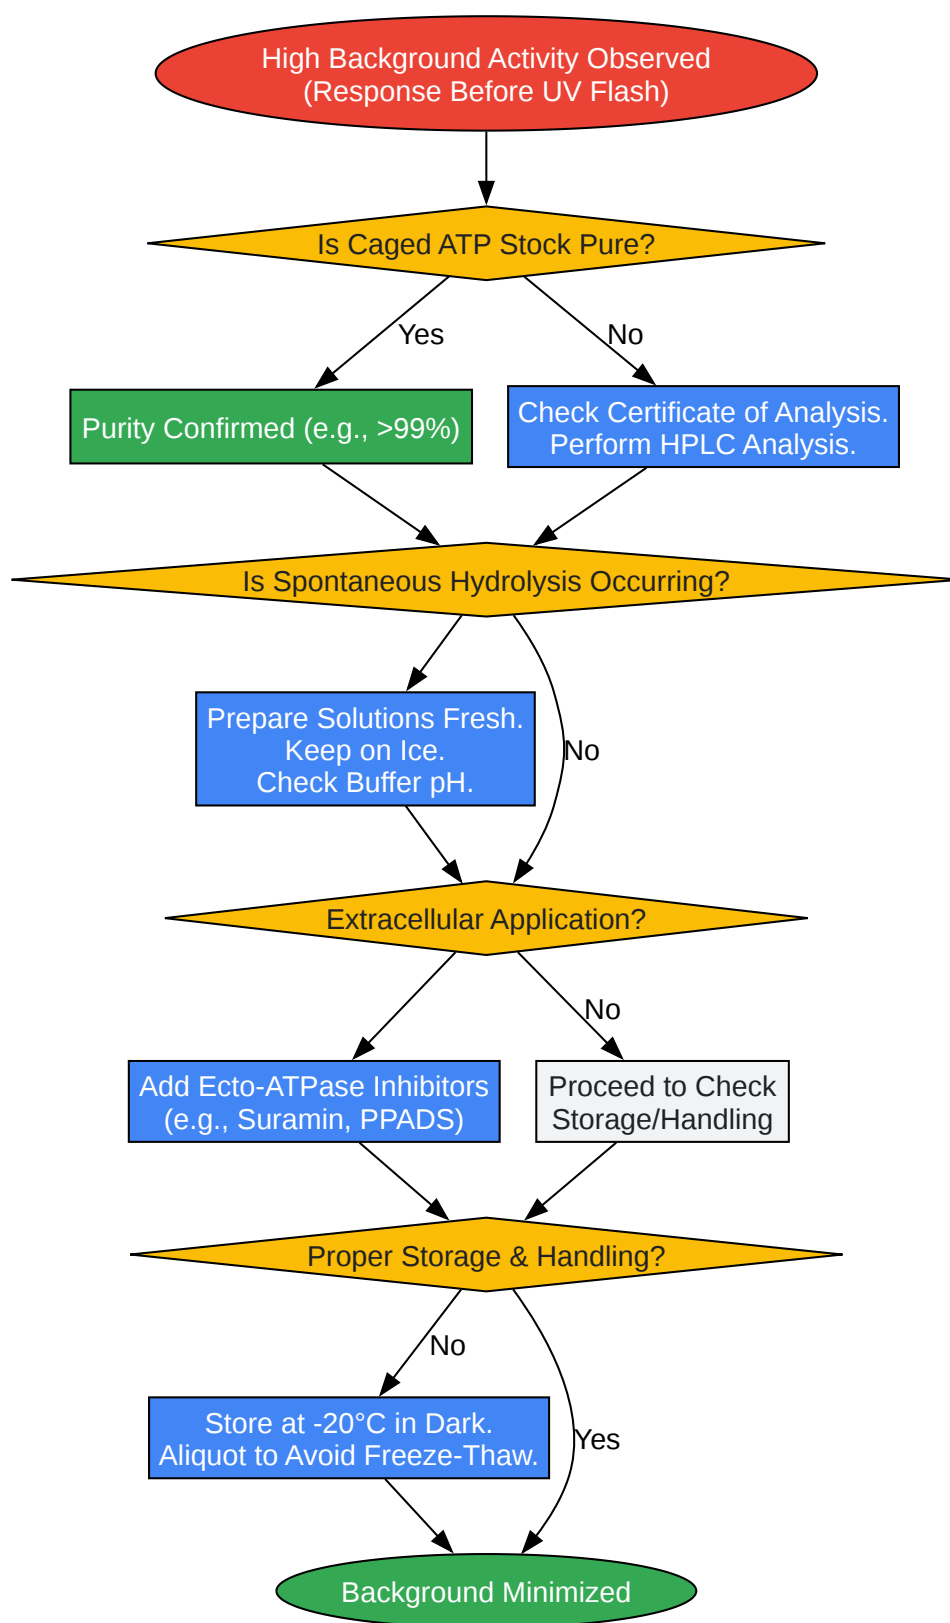 High Background Activity Observed
(Response Before UV Flash)
Is Caged ATP Stock Pure?
Yes
No
Purity Confirmed (e.g., >99%)
Check Certificate of Analysis.
Perform HPLC Analysis.
Is Spontaneous Hydrolysis Occurring?
Prepare Solutions Fresh.
Keep on Ice.
Check Buffer pH.
No
Extracellular Application?
No
Add Ecto-ATPase Inhibitors
(e.g., Suramin, PPADS)
Proceed to Check
Storage/Handling
Proper Storage & Handling?
No
Store at -20°C in Dark.
Aliquot to Avoid Freeze-Thaw.
Yes
Background Minimized